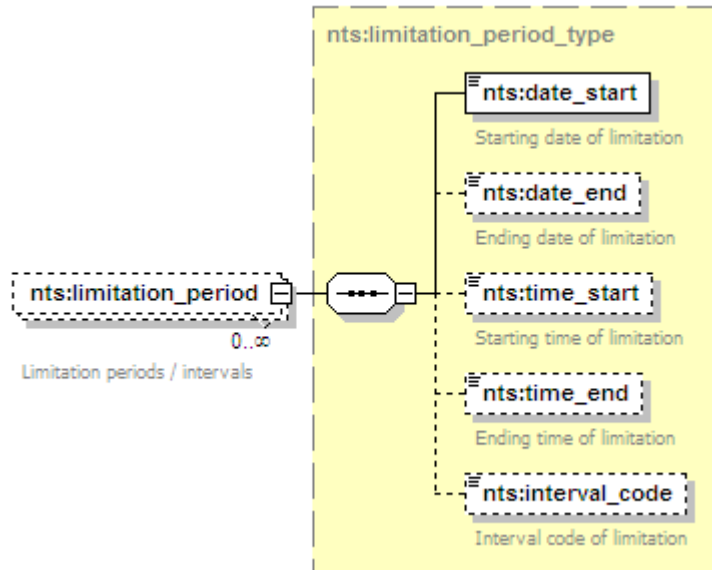 nts:limitation_period_type
nts:date_start
Starting date of limitation
nts:date_end
Ending date of limitation
nts:limitation_period
0..∞
Limitation periods / intervals
nts:time_start
Starting time of limitation
nts:time_end
Ending time of limitation
nts:interval_code
Interval code of limitation